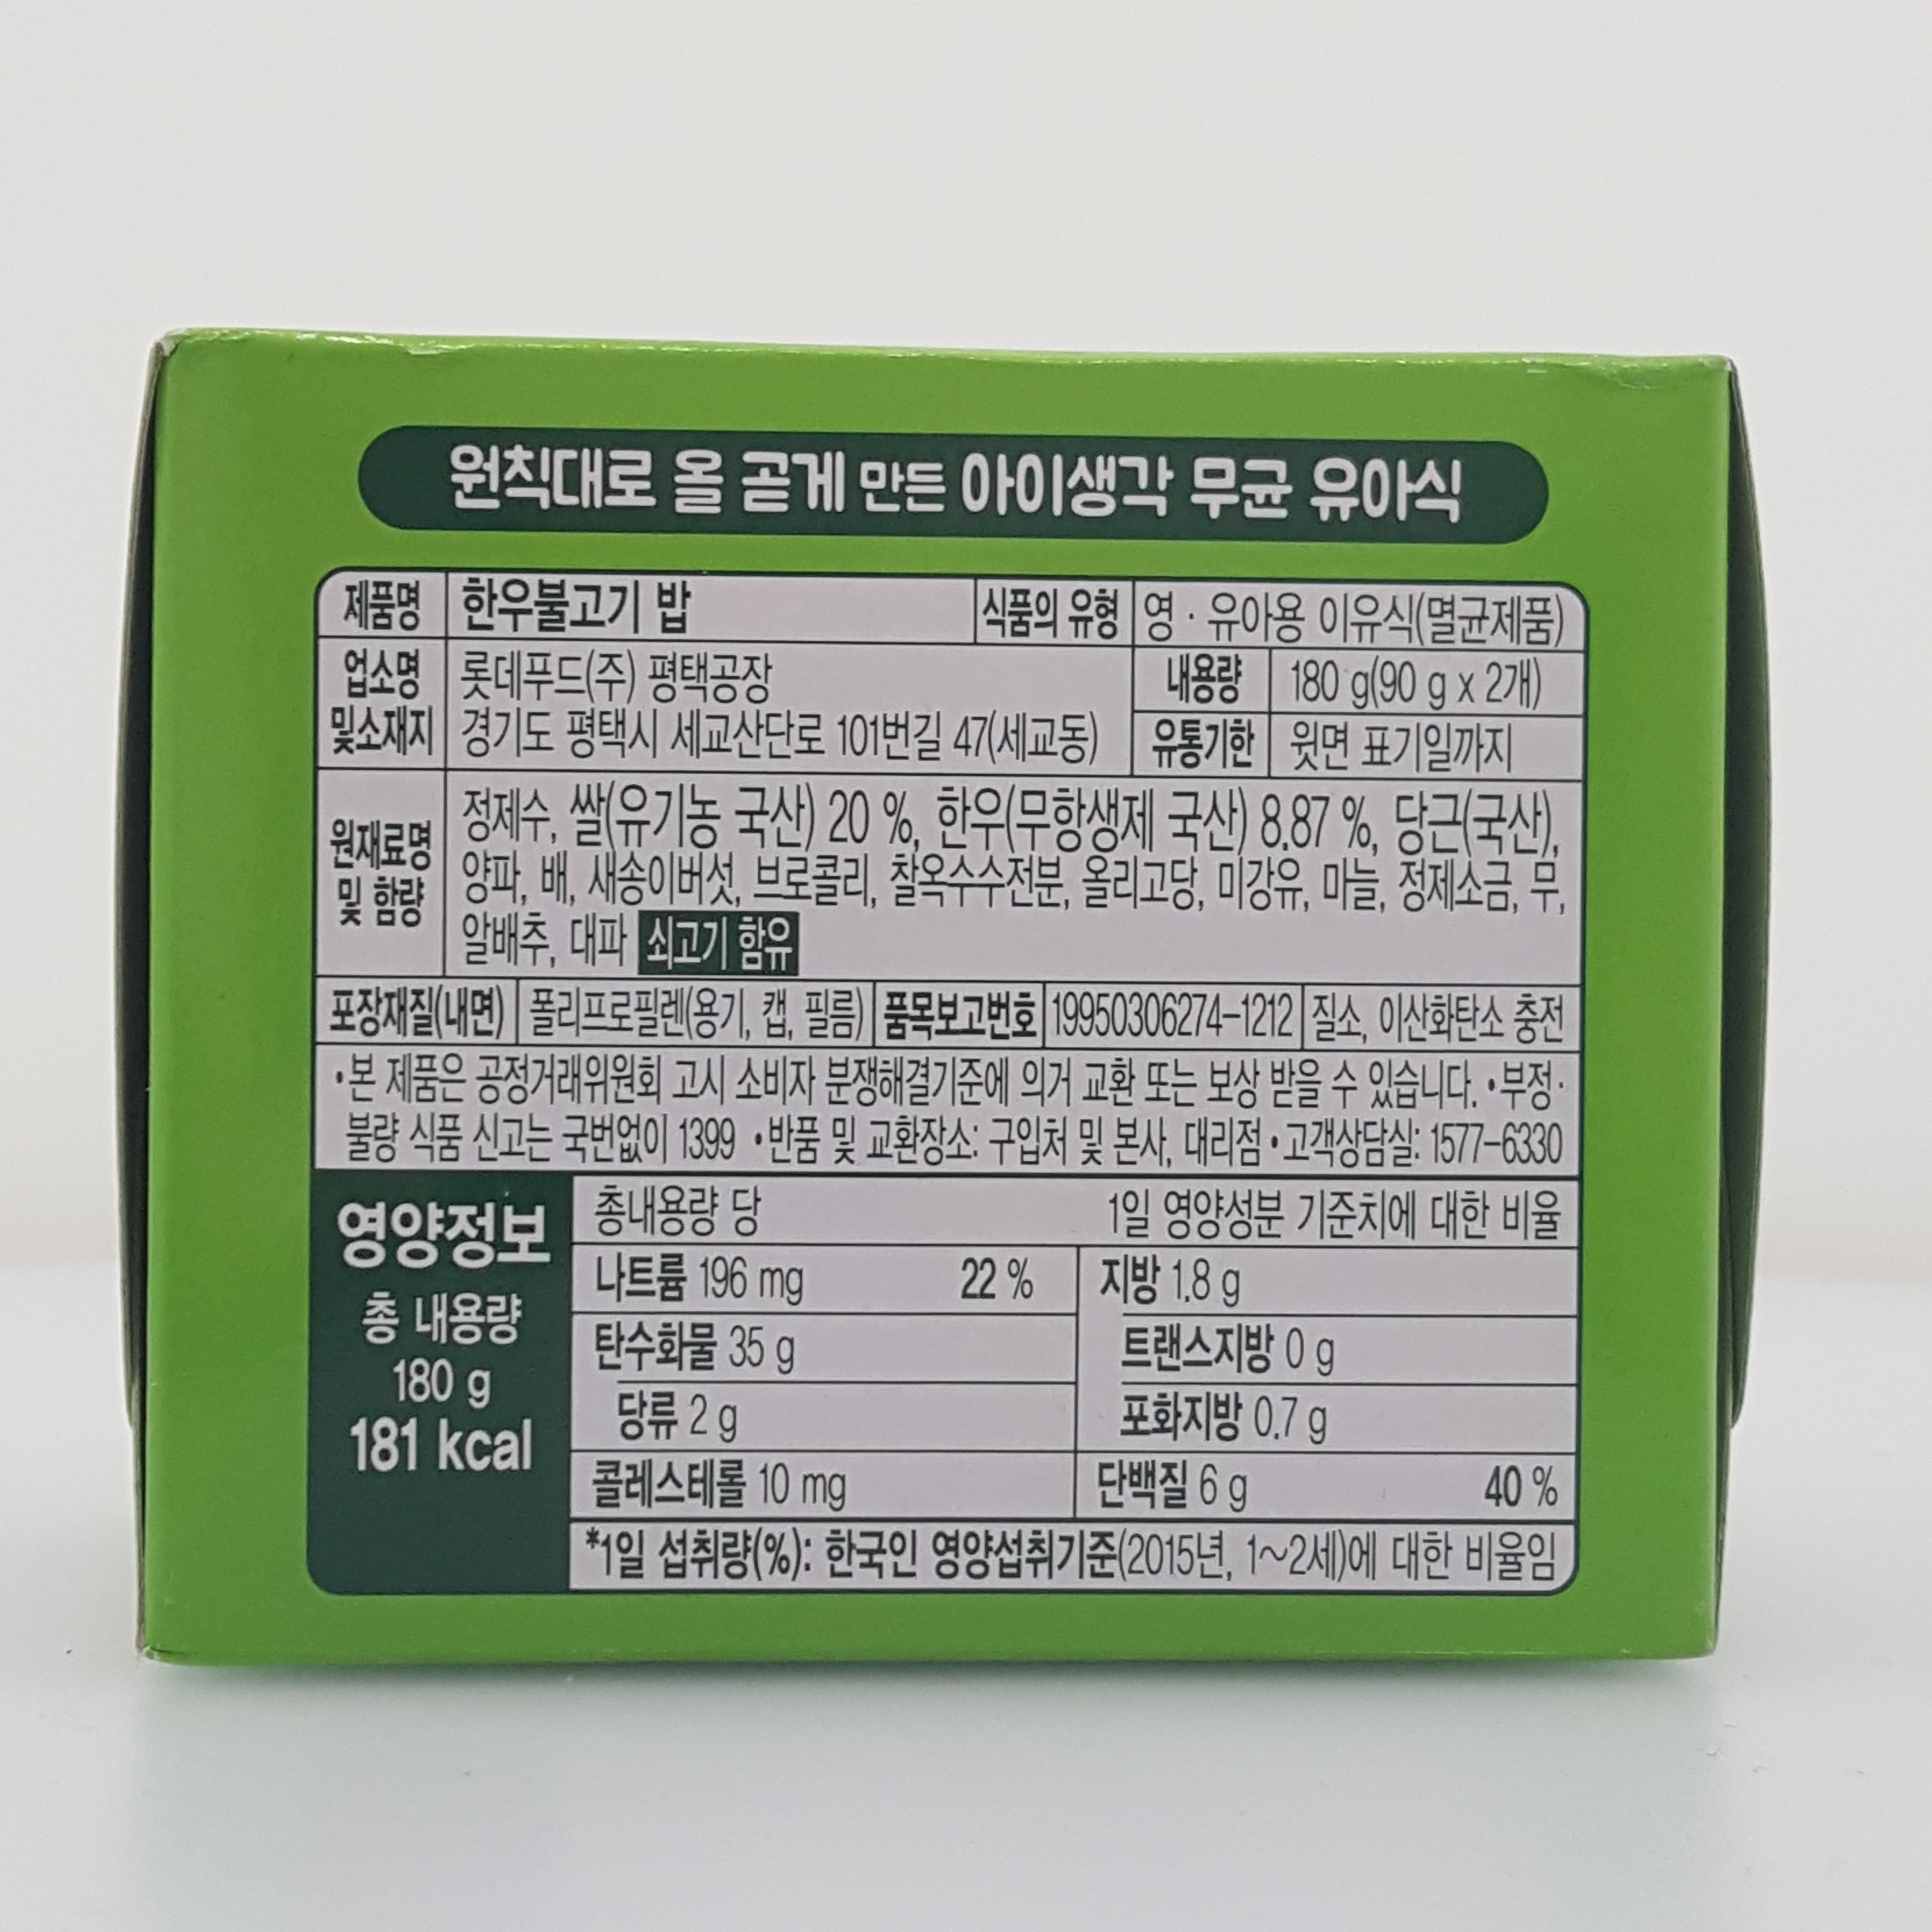 원칙대로 올 곧게 만든 아이생각 무균 유아식
제품명 한우불고기 밥 식품의 유형 영·유아용 이유식(멸균제품)
업소명 및소재지 롯데푸드(주) 평택공장
경기도 평택시 세교산단로 101번길 47(세교동)
내용량 180 g(90 g x 2개)
유통기한 윗면 표기일까지
원재료명 및 함량 정제수, 쌀(유기농 국산) 20 %, 한우(무항생제 국산) 8.87 %, 당근(국산),
양파, 배, 새송이버섯, 브로콜리, 찰옥수수전분, 올리고당, 미강유, 마늘, 정제소금, 무,
알배추, 대파 쇠고기 함유
포장재질(내면) 폴리프로필렌(용기, 캡, 필름) 품목보고번호 19950306274-1212 질소, 이산화탄소 충전
•본 제품은 공정거래위원회 고시 소비자 분쟁해결기준에 의거 교환 또는 보상 받을 수 있습니다. •부정·
불량 식품 신고는 국번없이 1399 •반품 및 교환장소: 구입처 및 본사, 대리점 •고객상담실: 1577-6330
영양정보
총 내용량
180 g
181 kcal
총내용량 당 1일 영양성분 기준치에 대한 비율
나트륨 196 mg 22 % 지방 1.8 g
탄수화물 35 g 트랜스지방 0 g
당류 2 g 포화지방 0.7 g
콜레스테롤 10 mg 단백질 6 g 40 %
*1일 섭취량(%): 한국인 영양섭취기준(2015년, 1~2세)에 대한 비율임